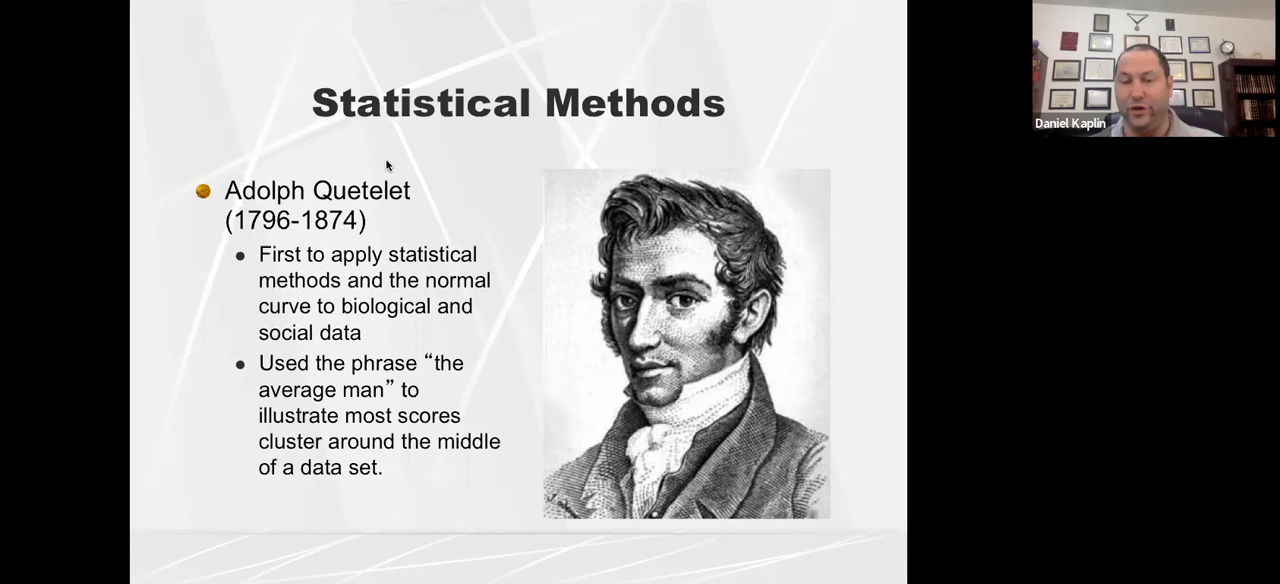 Statistical Methods
Adolph Quetelet
(1796-1874)
First to apply statistical
methods and the normal
curve to biological and
social data
Used the phrase “the
average man” to
illustrate most scores
cluster around the middle
of a data set.
Daniel Kaplin